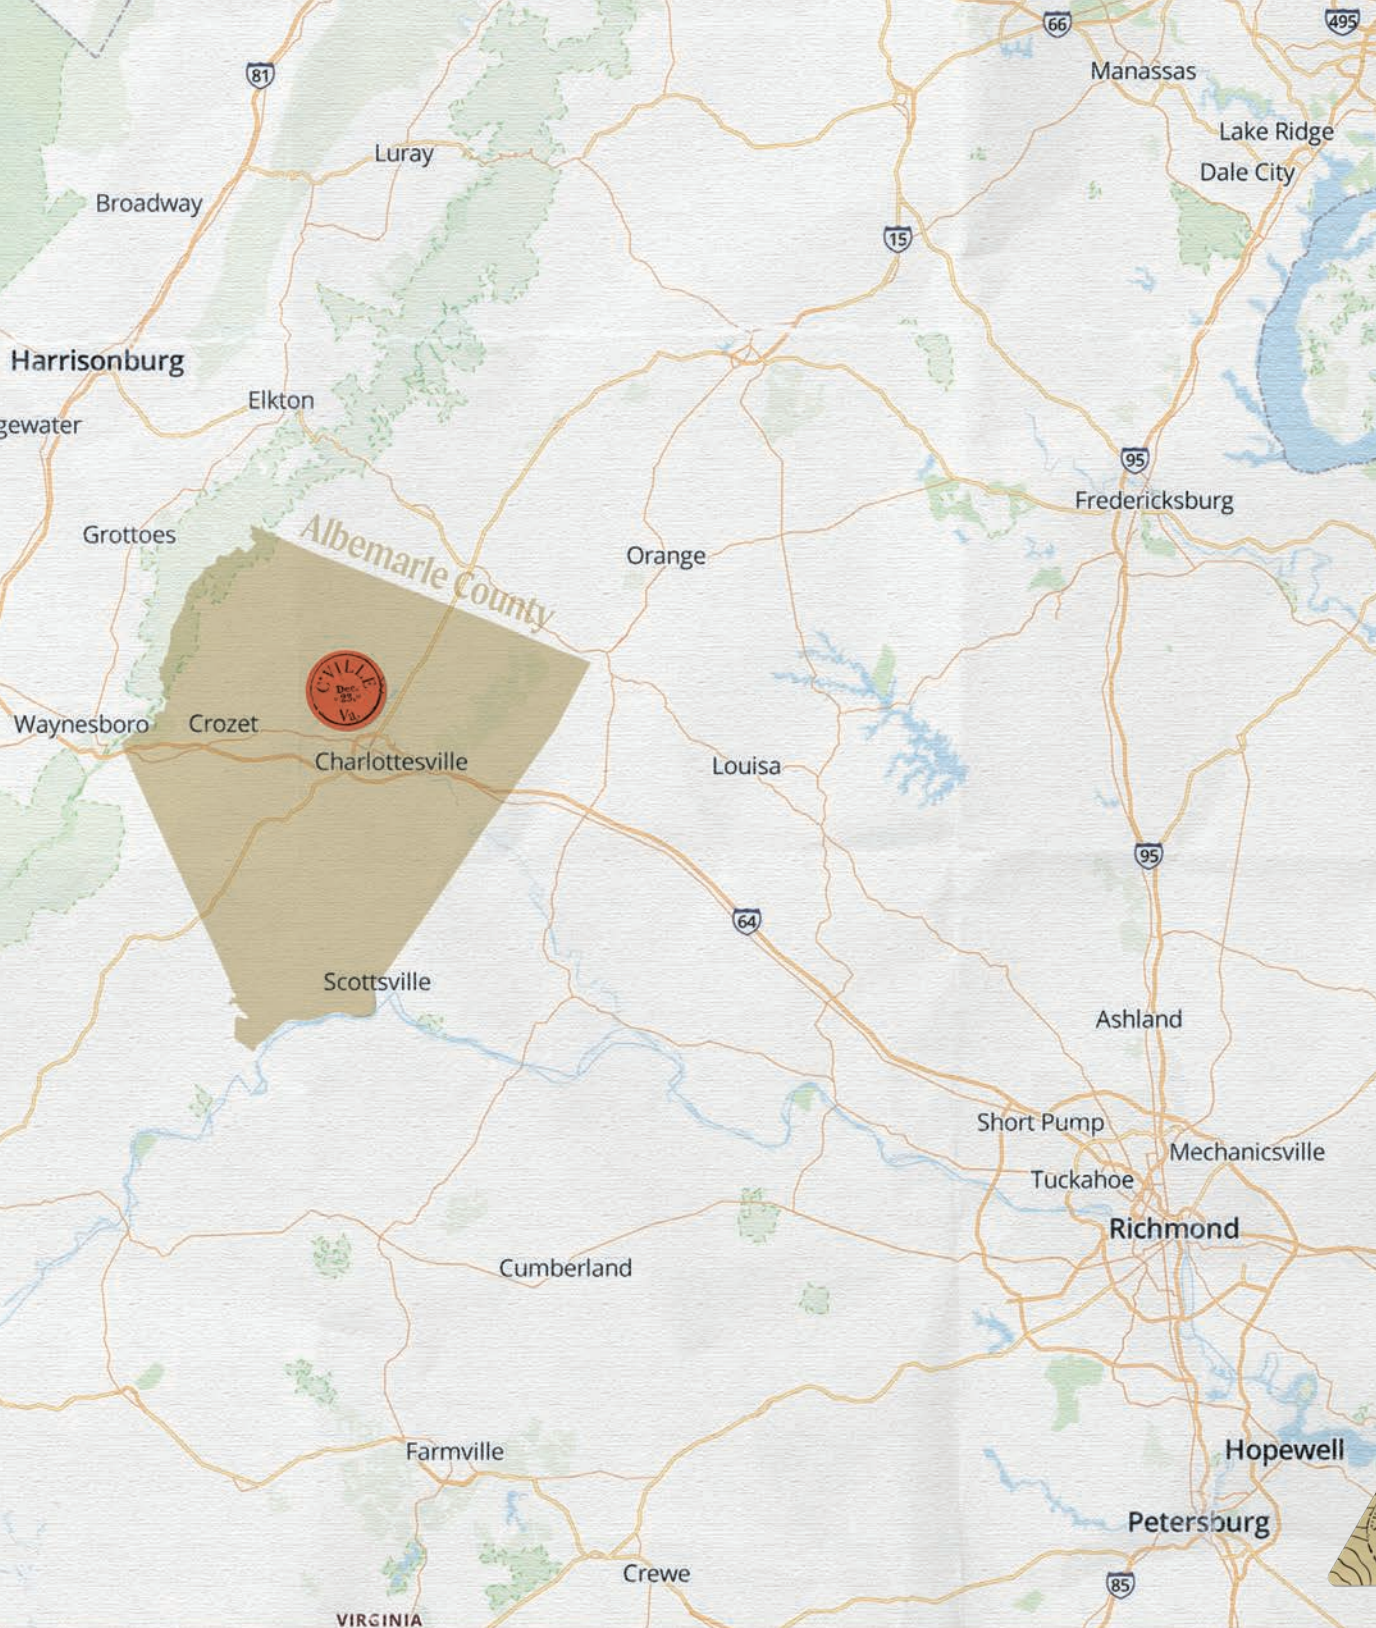 66
495
Manassas
81
Lake Ridge
Luray
Dale City
Broadway
15
Harrisonburg
Elkton
gewater
95
Fredericksburg
Grottoes
Albemarle County
Orange
C'VILLE
Dec.
23.
Va.
Waynesboro
Crozet
Charlottesville
Louisa
95
64
Scottsville
Ashland
Short Pump
Mechanicsville
Tuckahoe
Richmond
Cumberland
Farmville
Hopewell
Petersburg
Crewe
85
VIRGINIA